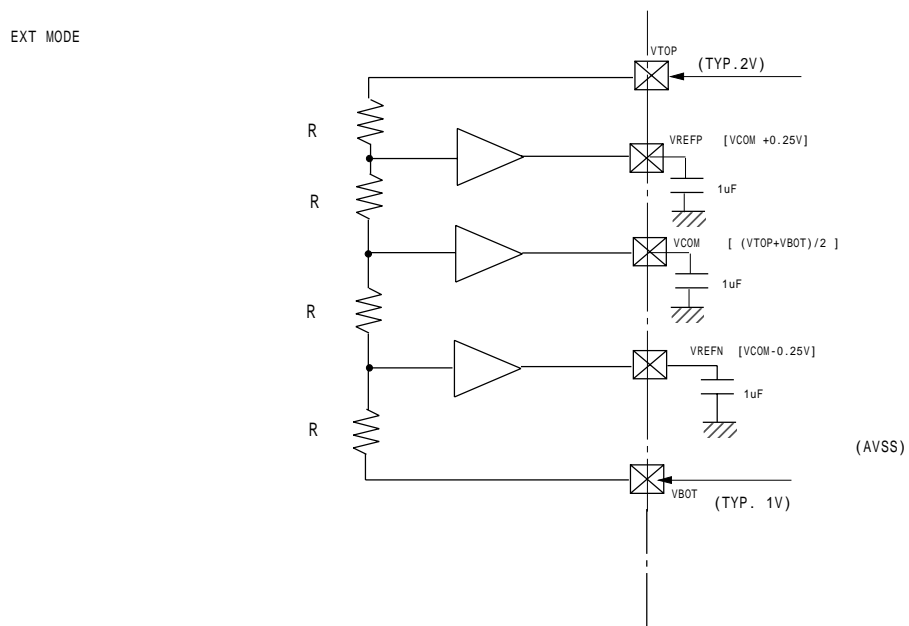 EXT MODE
VTOP
(TYP.2V)
R
VREFP [VCOM +0.25V]
1uF
R
VCOM [ (VTOP+VBOT)/2 ]
1uF
R
VREFN [VCOM-0.25V]
1uF
R
(AVSS)
VBOT
(TYP. 1V)